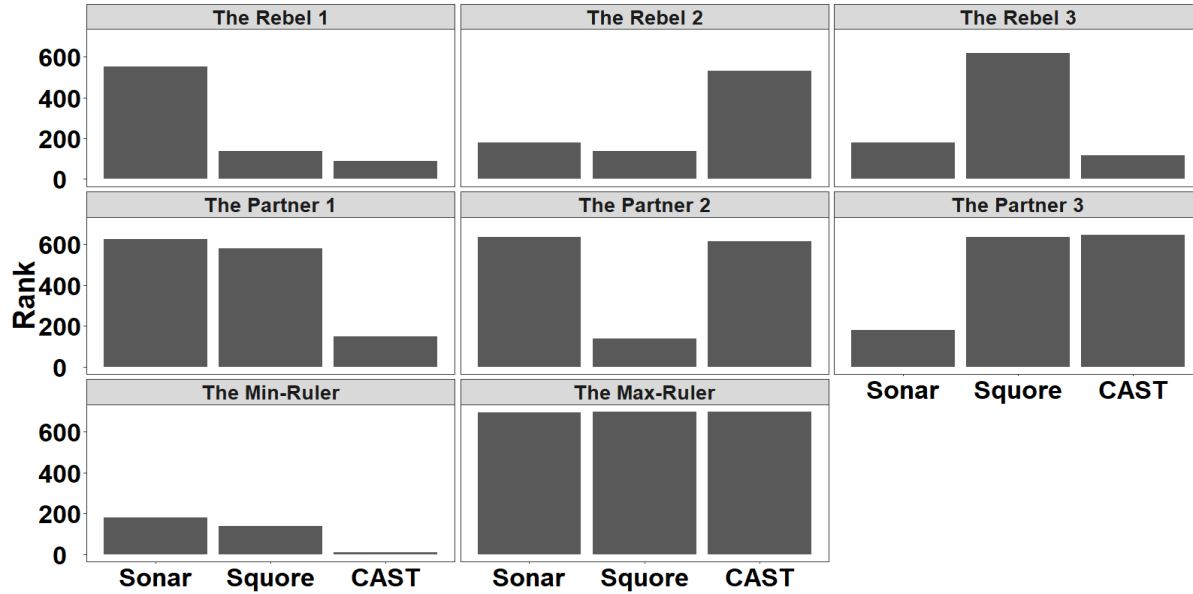 The Rebel 1 The Rebel 2 The Rebel 3
600
400
200
0
The Partner 1 The Partner 2 The Partner 3
600
400
200
0
Rank
Sonar Squore CAST
The Min-Ruler The Max-Ruler
600
400
200
0
Sonar Squore CAST Sonar Squore CAST